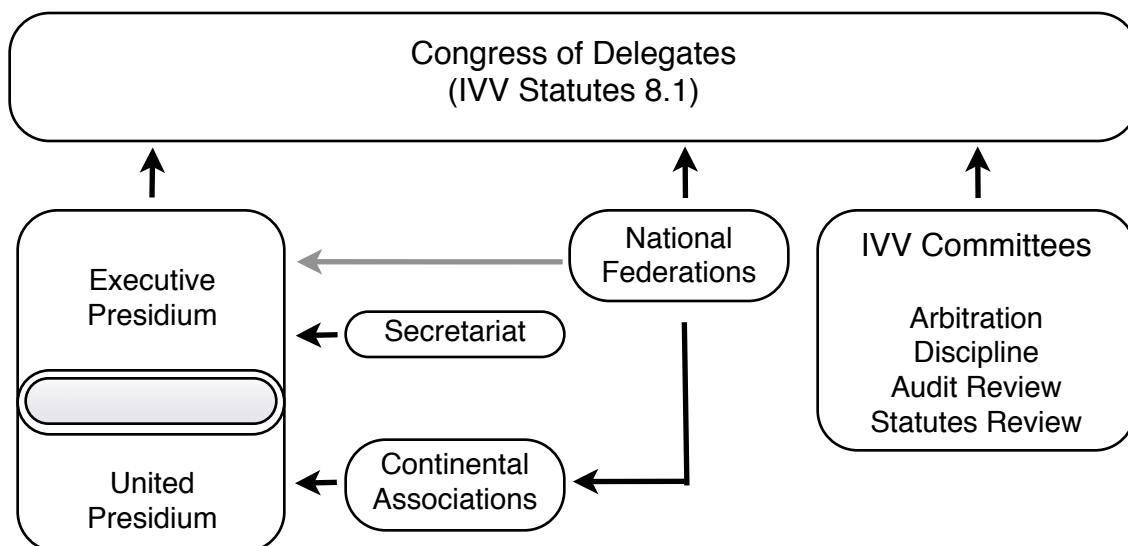 Congress of Delegates
(IVV Statutes 8.1)
Executive
Presidium
United
Presidium
National
Federations
Secretariat
Continental
Associations
IVV Committees
Arbitration
Discipline
Audit Review
Statutes Review